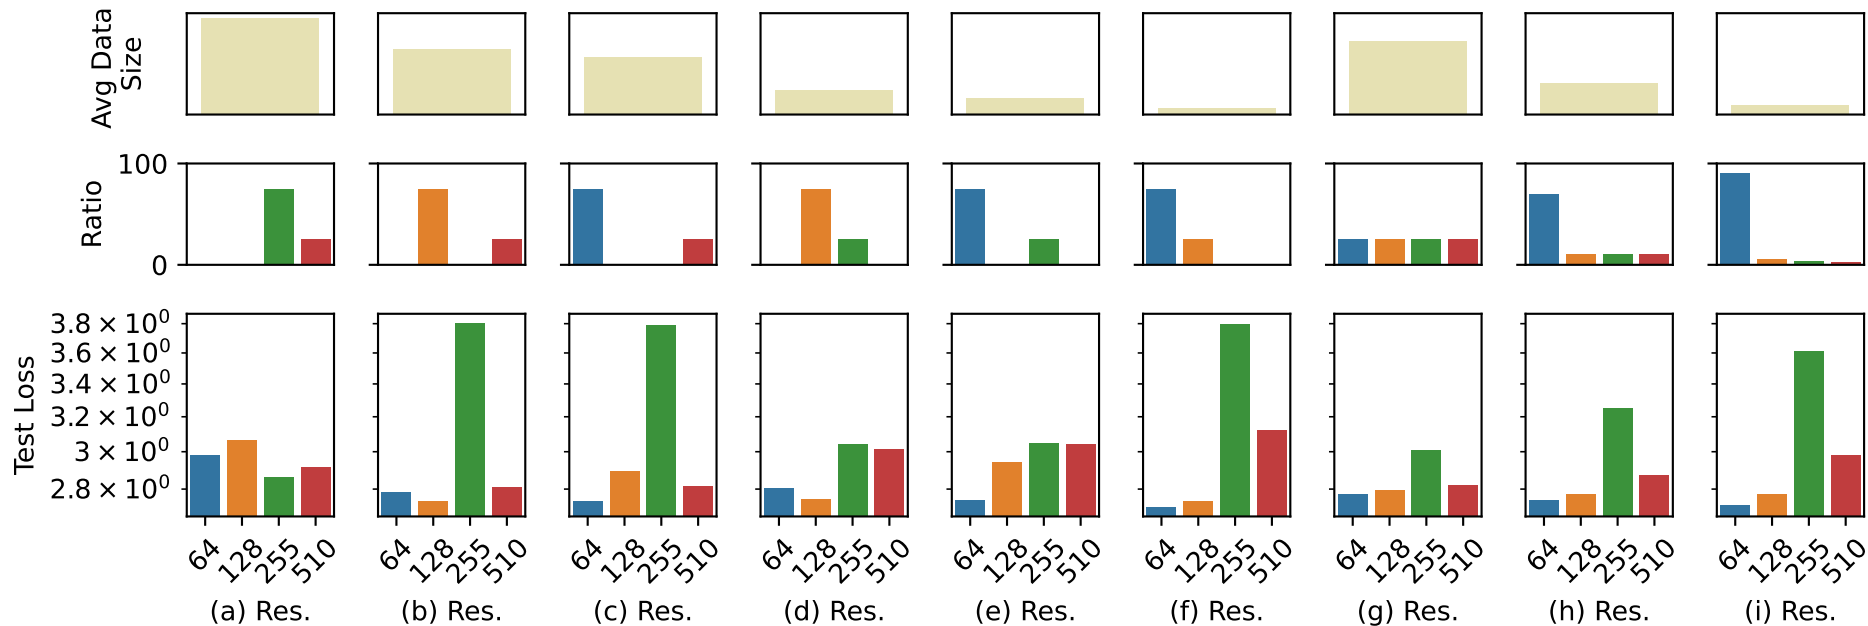 Avg Data
Size
100
Ratio
0
3.8 × 10⁰
3.6 × 10⁰
3.4 × 10⁰
3.2 × 10⁰
3 × 10⁰
2.8 × 10⁰
Test Loss
64 128 255 510 64 128 255 510 64 128 255 510 64 128 255 510 64 128 255 510 64 128 255 510 64 128 255 510 64 128 255 510 64 128 255 510
(a) Res. (b) Res. (c) Res. (d) Res. (e) Res. (f) Res. (g) Res. (h) Res. (i) Res.